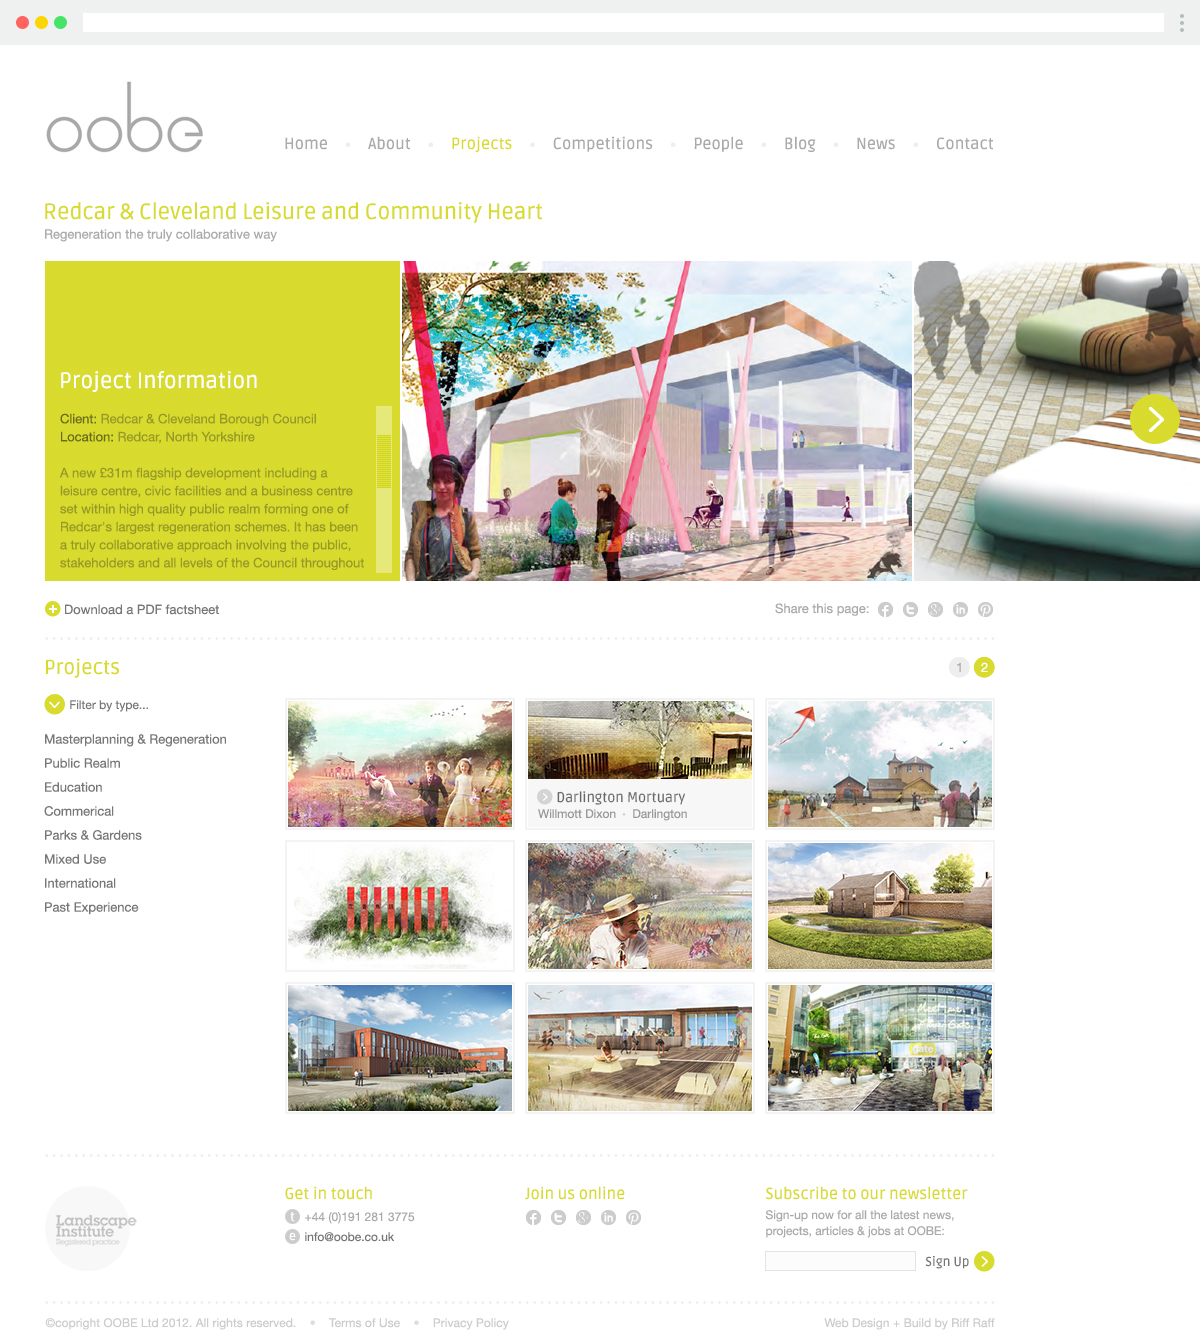 oobe
Home • About • Projects • Competitions • People • Blog • News • Contact
Redcar & Cleveland Leisure and Community Heart
Regeneration the truly collaborative way
Project Information
Client: Redcar & Cleveland Borough Council
Location: Redcar, North Yorkshire
A new £31m flagship development including a
leisure centre, civic facilities and a business centre
set within high quality public realm forming one of
Redcar's largest regeneration schemes. It has been
a truly collaborative approach involving the public,
stakeholders and all levels of the Council throughout
Download a PDF factsheet
Share this page:
Projects
1 2
Filter by type...
Masterplanning & Regeneration
Public Realm
Education
Commerical
Parks & Gardens
Mixed Use
International
Past Experience
Darlington Mortuary
Willmott Dixon · Darlington
Landscape
Institute
Registered practice
Get in touch
t +44 (0)191 281 3775
e info@oobe.co.uk
Join us online
Subscribe to our newsletter
Sign-up now for all the latest news,
projects, articles & jobs at OOBE:
Sign Up
©copright OOBE Ltd 2012. All rights reserved. • Terms of Use • Privacy Policy
Web Design + Build by Riff Raff